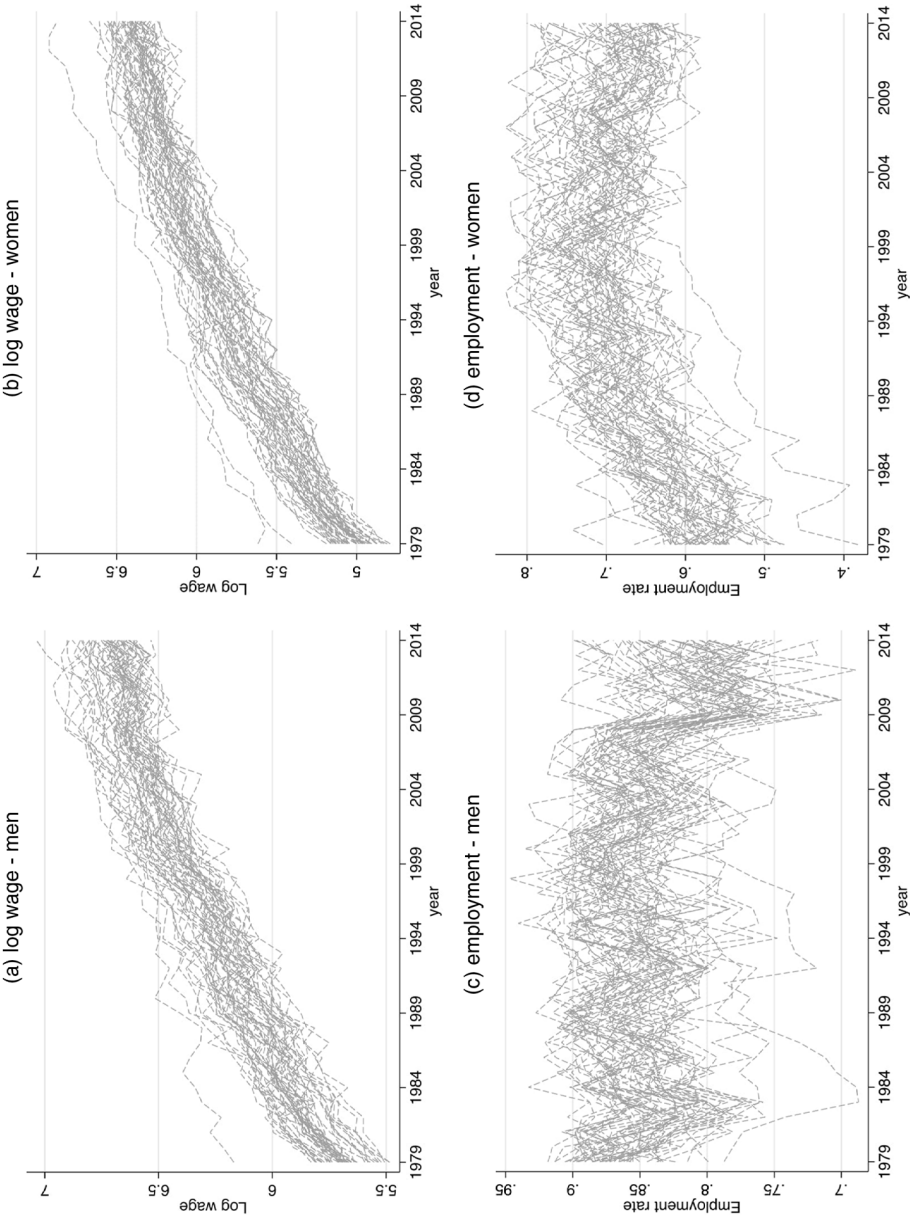 (a) log wage - men
7
6.5
6
5.5
Log wage
1979 1984 1989 1994 1999 2004 2009 2014
year
(b) log wage - women
7
6.5
6
5.5
5
Log wage
1979 1984 1989 1994 1999 2004 2009 2014
year
(c) employment - men
.95
.9
.85
.8
.75
.7
Employment rate
1979 1984 1989 1994 1999 2004 2009 2014
year
(d) employment - women
.8
.7
.6
.5
.4
Employment rate
1979 1984 1989 1994 1999 2004 2009 2014
year